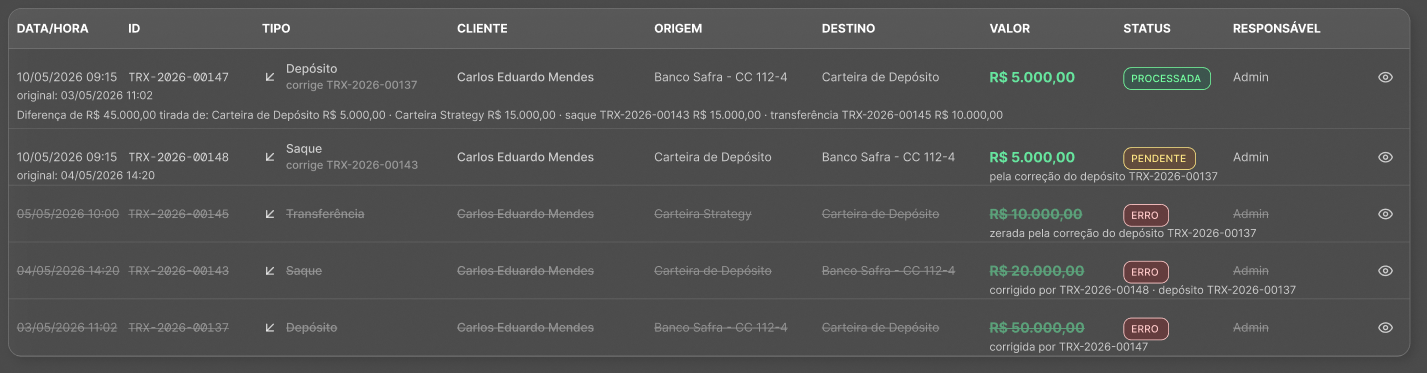 DATA/HORA ID TIPO CLIENTE ORIGEM DESTINO VALOR STATUS RESPONSÁVEL
10/05/2026 09:15 TRX-2026-00147 Depósito Carlos Eduardo Mendes Banco Safra - CC 112-4 Carteira de Depósito R$ 5.000,00 PROCESSADA Admin
corrige TRX-2026-00137
original: 03/05/2026 11:02
Diferença de R$ 45.000,00 tirada de: Carteira de Depósito R$ 5.000,00 · Carteira Strategy R$ 15.000,00 · saque TRX-2026-00143 R$ 15.000,00 · transferência TRX-2026-00145 R$ 10.000,00
10/05/2026 09:15 TRX-2026-00148 Saque Carlos Eduardo Mendes Carteira de Depósito Banco Safra - CC 112-4 R$ 5.000,00 PENDENTE Admin
corrige TRX-2026-00143
original: 04/05/2026 14:20
pela correção do depósito TRX-2026-00137
05/05/2026 10:00 TRX-2026-00145 Transferência Carlos Eduardo Mendes Carteira Strategy Carteira de Depósito R$ 10.000,00 ERRO Admin
zerada pela correção do depósito TRX-2026-00137
04/05/2026 14:20 TRX-2026-00143 Saque Carlos Eduardo Mendes Carteira de Depósito Banco Safra - CC 112-4 R$ 20.000,00 ERRO Admin
corrigido por TRX-2026-00148 · depósito TRX-2026-00137
03/05/2026 11:02 TRX-2026-00137 Depósito Carlos Eduardo Mendes Banco Safra - CC 112-4 Carteira de Depósito R$ 50.000,00 ERRO Admin
corrigida por TRX-2026-00147